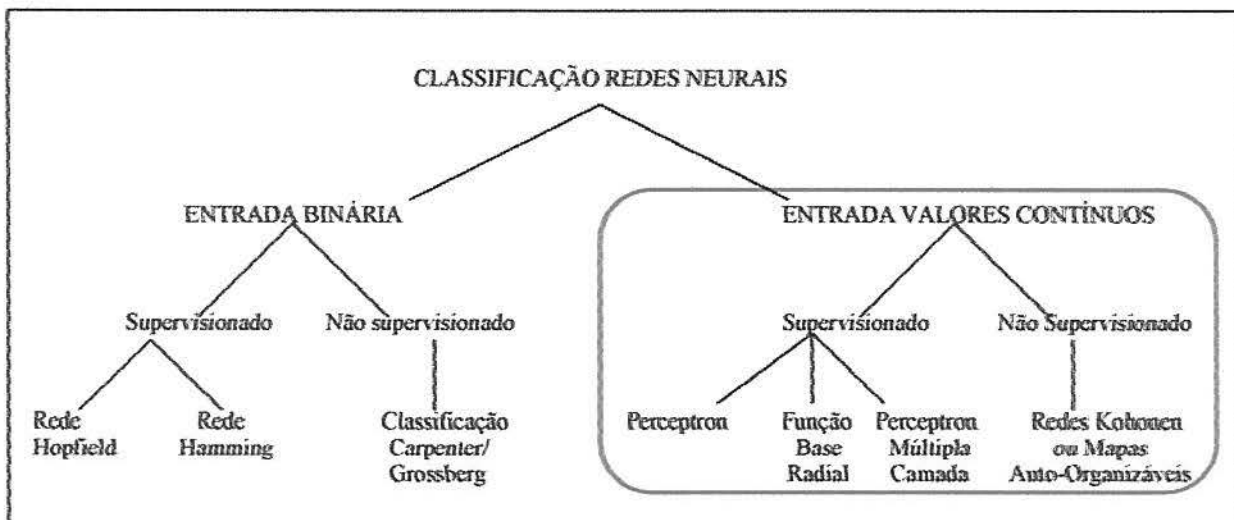 CLASSIFICAÇÃO REDES NEURAIS
ENTRADA BINÁRIA
ENTRADA VALORES CONTÍNUOS
Supervisionado
Não supervisionado
Supervisionado
Não Supervisionado
Rede
Hopfield
Rede
Hamming
Classificação
Carpenter/
Grossberg
Perceptron
Função
Base
Radial
Perceptron
Múltipla
Camada
Redes Kohonen
ou Mapas
Auto-Organizáveis